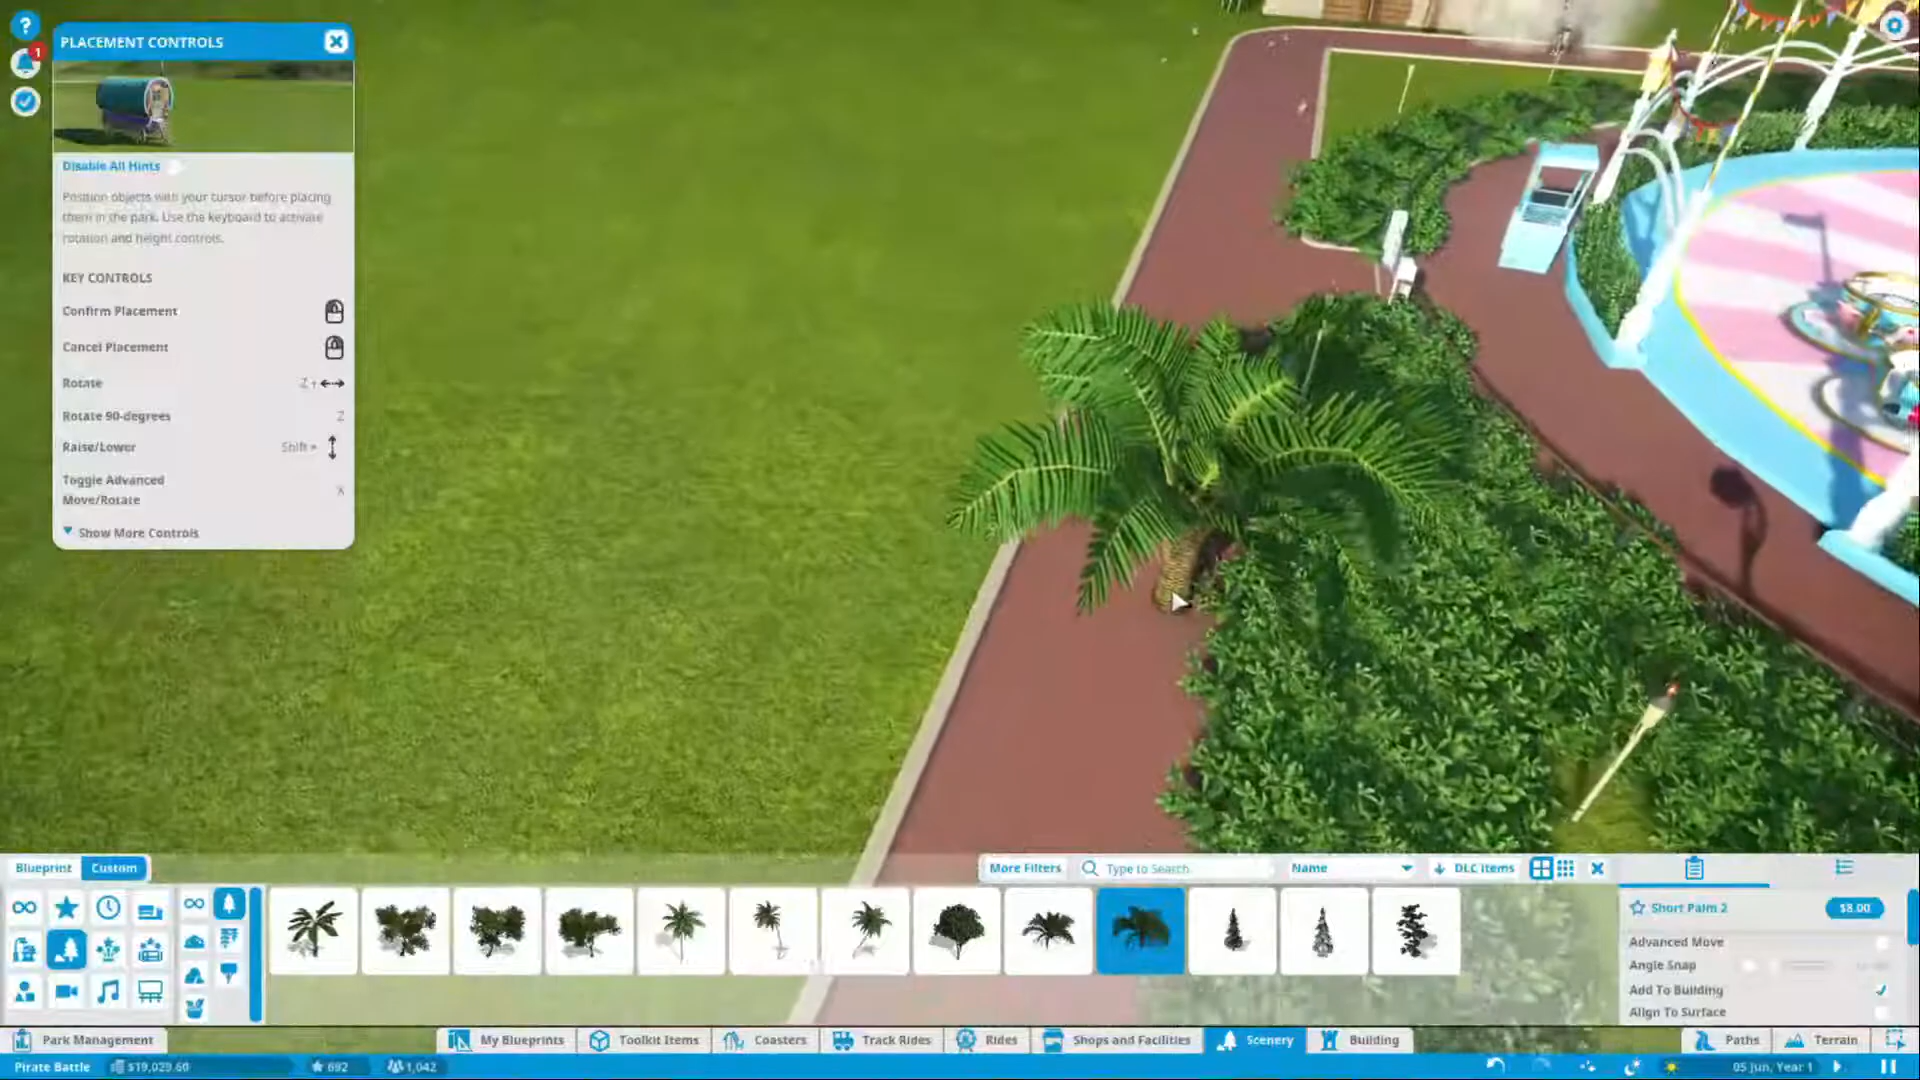 ?
1
PLACEMENT CONTROLS
Disable All Hints
Position objects with your cursor before placing
them in the park. Use the keyboard to activate
rotation and height controls.
KEY CONTROLS
Confirm Placement
Cancel Placement
Rotate Z +
Rotate 90-degrees Z
Raise/Lower Shift +
Toggle Advanced
Move/Rotate X
Show More Controls
Blueprint Custom
More Filters Type to Search Name DLC Items
Short Palm 2 $8.00
Advanced Move
Angle Snap
Add To Building
Align To Surface
Park Management My Blueprints Toolkit Items Coasters Track Rides Rides Shops and Facilities Scenery Building Paths Terrain
Pirate Battle $19,029.60 692 1,042 05 Jun, Year 1